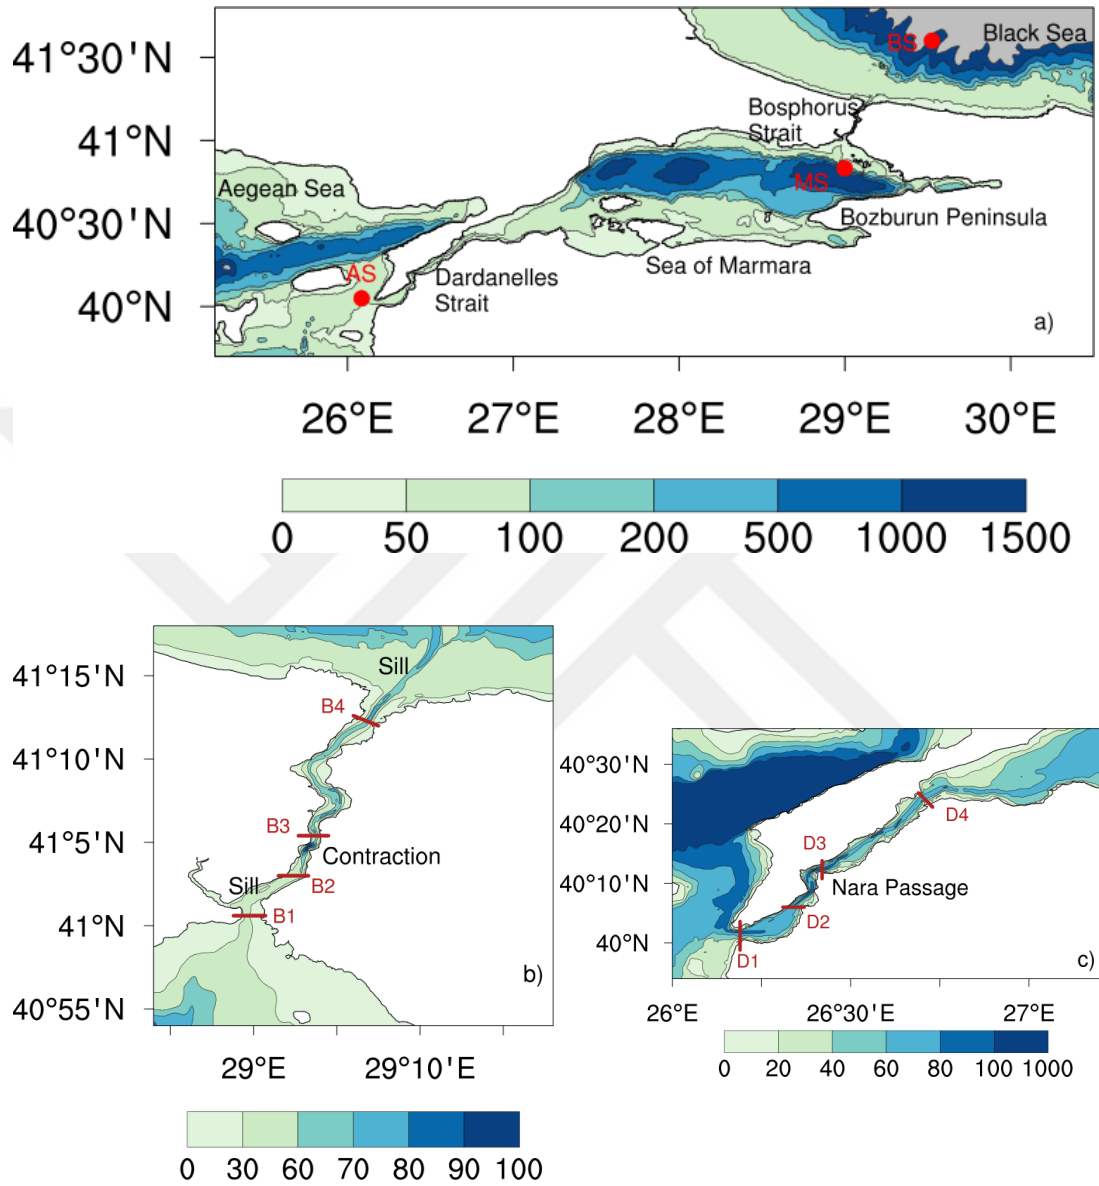 41°30'N
41°N
40°30'N
40°N
Black Sea
BS
Bosphorus
Strait
Aegean Sea
MS
Bozburun Peninsula
Sea of Marmara
AS
Dardanelles
Strait
a)
26°E 27°E 28°E 29°E 30°E
0 50 100 200 500 1000 1500
41°15'N
41°10'N
41°5'N
41°N
40°55'N
Sill
B4
B3
Contraction
Sill
B2
B1
b)
29°E 29°10'E
0 30 60 70 80 90 100
40°30'N
40°20'N
40°10'N
40°N
D4
D3
Nara Passage
D2
D1
c)
26°E 26°30'E 27°E
0 20 40 60 80 100 1000